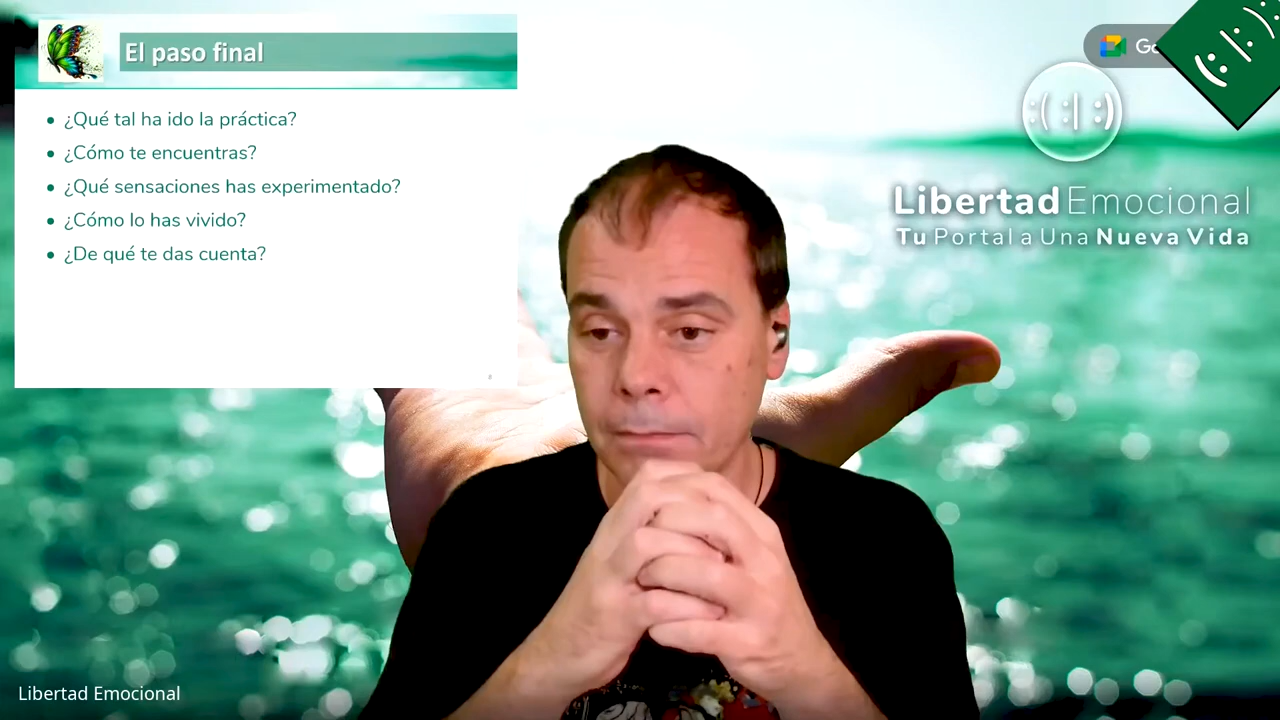 El paso final
• ¿Qué tal ha ido la práctica?
• ¿Cómo te encuentras?
• ¿Qué sensaciones has experimentado?
• ¿Cómo lo has vivido?
• ¿De qué te das cuenta?
:( :| :)
:( :| :)
Libertad Emocional
Tu Portal a Una Nueva Vida
Libertad Emocional